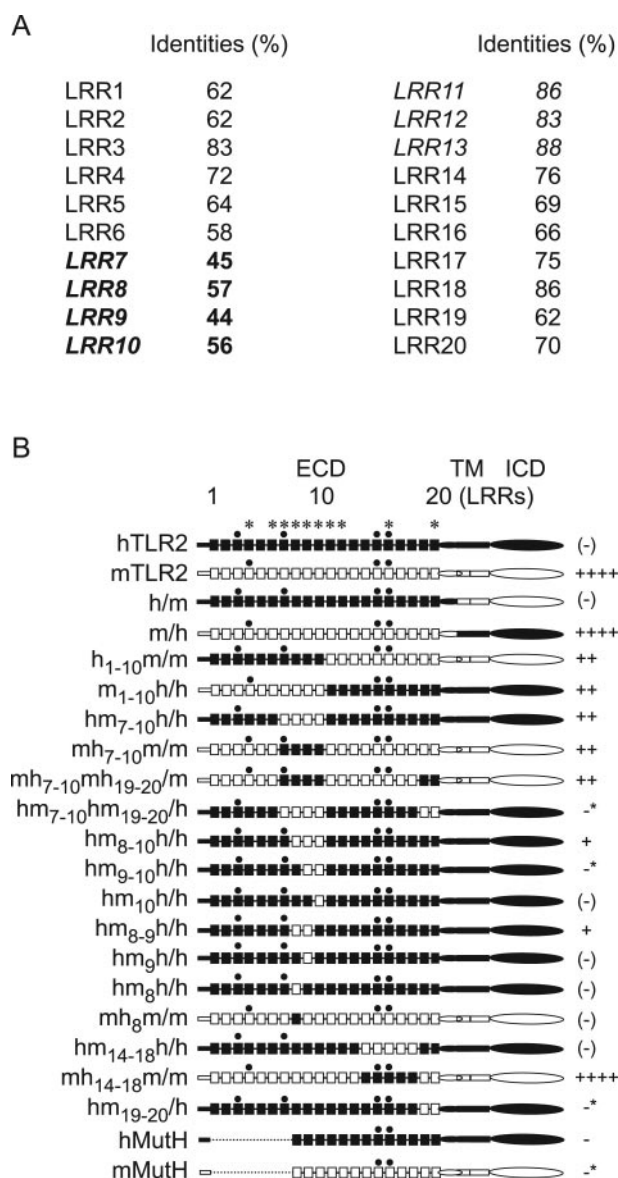 A
Identities (%) Identities (%)
LRR1 62 LRR11 86
LRR2 62 LRR12 83
LRR3 83 LRR13 88
LRR4 72 LRR14 76
LRR5 64 LRR15 69
LRR6 58 LRR16 66
LRR7 45 LRR17 75
LRR8 57 LRR18 86
LRR9 44 LRR19 62
LRR10 56 LRR20 70
B
ECD TM ICD
1 10 20 (LRRs)
* * * * * * * * * *
hTLR2 (-)
mTLR2 ++++
h/m (-)
m/h ++++
h1-10m/m ++
m1-10h/h ++
hm7-10h/h ++
mh7-10m/m ++
mh7-10mh19-20/m ++
hm7-10hm19-20/h -*
hm8-10h/h +
hm9-10h/h -*
hm10h/h (-)
hm8-9h/h +
hm9h/h (-)
hm8h/h (-)
mh8m/m
hm14-18h/h (-)
mh14-18m/m ++++
hm19-20/h -*
hMutH -
mMutH -*